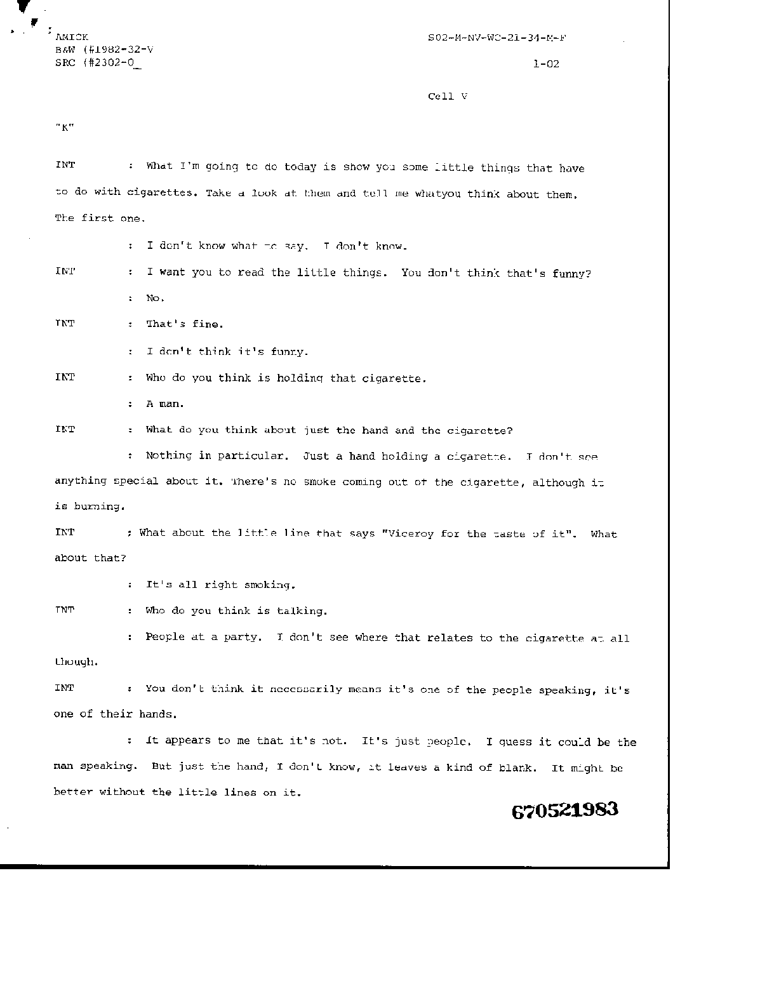 AMICK
S02-M-NV-WC-21-34-M-F
B&W (#1982-32-V
SRC (#2302-0_
1-02
Cell V
"K"
INT : What I'm going to do today is show you some little things that have
to do with cigarettes. Take a look at them and tell me whatyou think about them.
The first one.
: I don't know what to say. I don't know.
INT : I want you to read the little things. You don't think that's funny?
: No.
INT : That's fine.
: I don't think it's funny.
INT : Who do you think is holding that cigarette.
: A man.
INT : What do you think about just the hand and the cigarette?
: Nothing in particular. Just a hand holding a cigarette. I don't see
anything special about it. There's no smoke coming out of the cigarette, although it
is burning.
INT ; What about the little line that says "Viceroy for the taste of it". What
about that?
: It's all right smoking.
INT : Who do you think is talking.
: People at a party. I don't see where that relates to the cigarette at all
though.
INT : You don't think it necessarily means it's one of the people speaking, it's
one of their hands.
: It appears to me that it's not. It's just people. I guess it could be the
man speaking. But just the hand, I don't know, it leaves a kind of blank. It might be
better without the little lines on it.
670521983